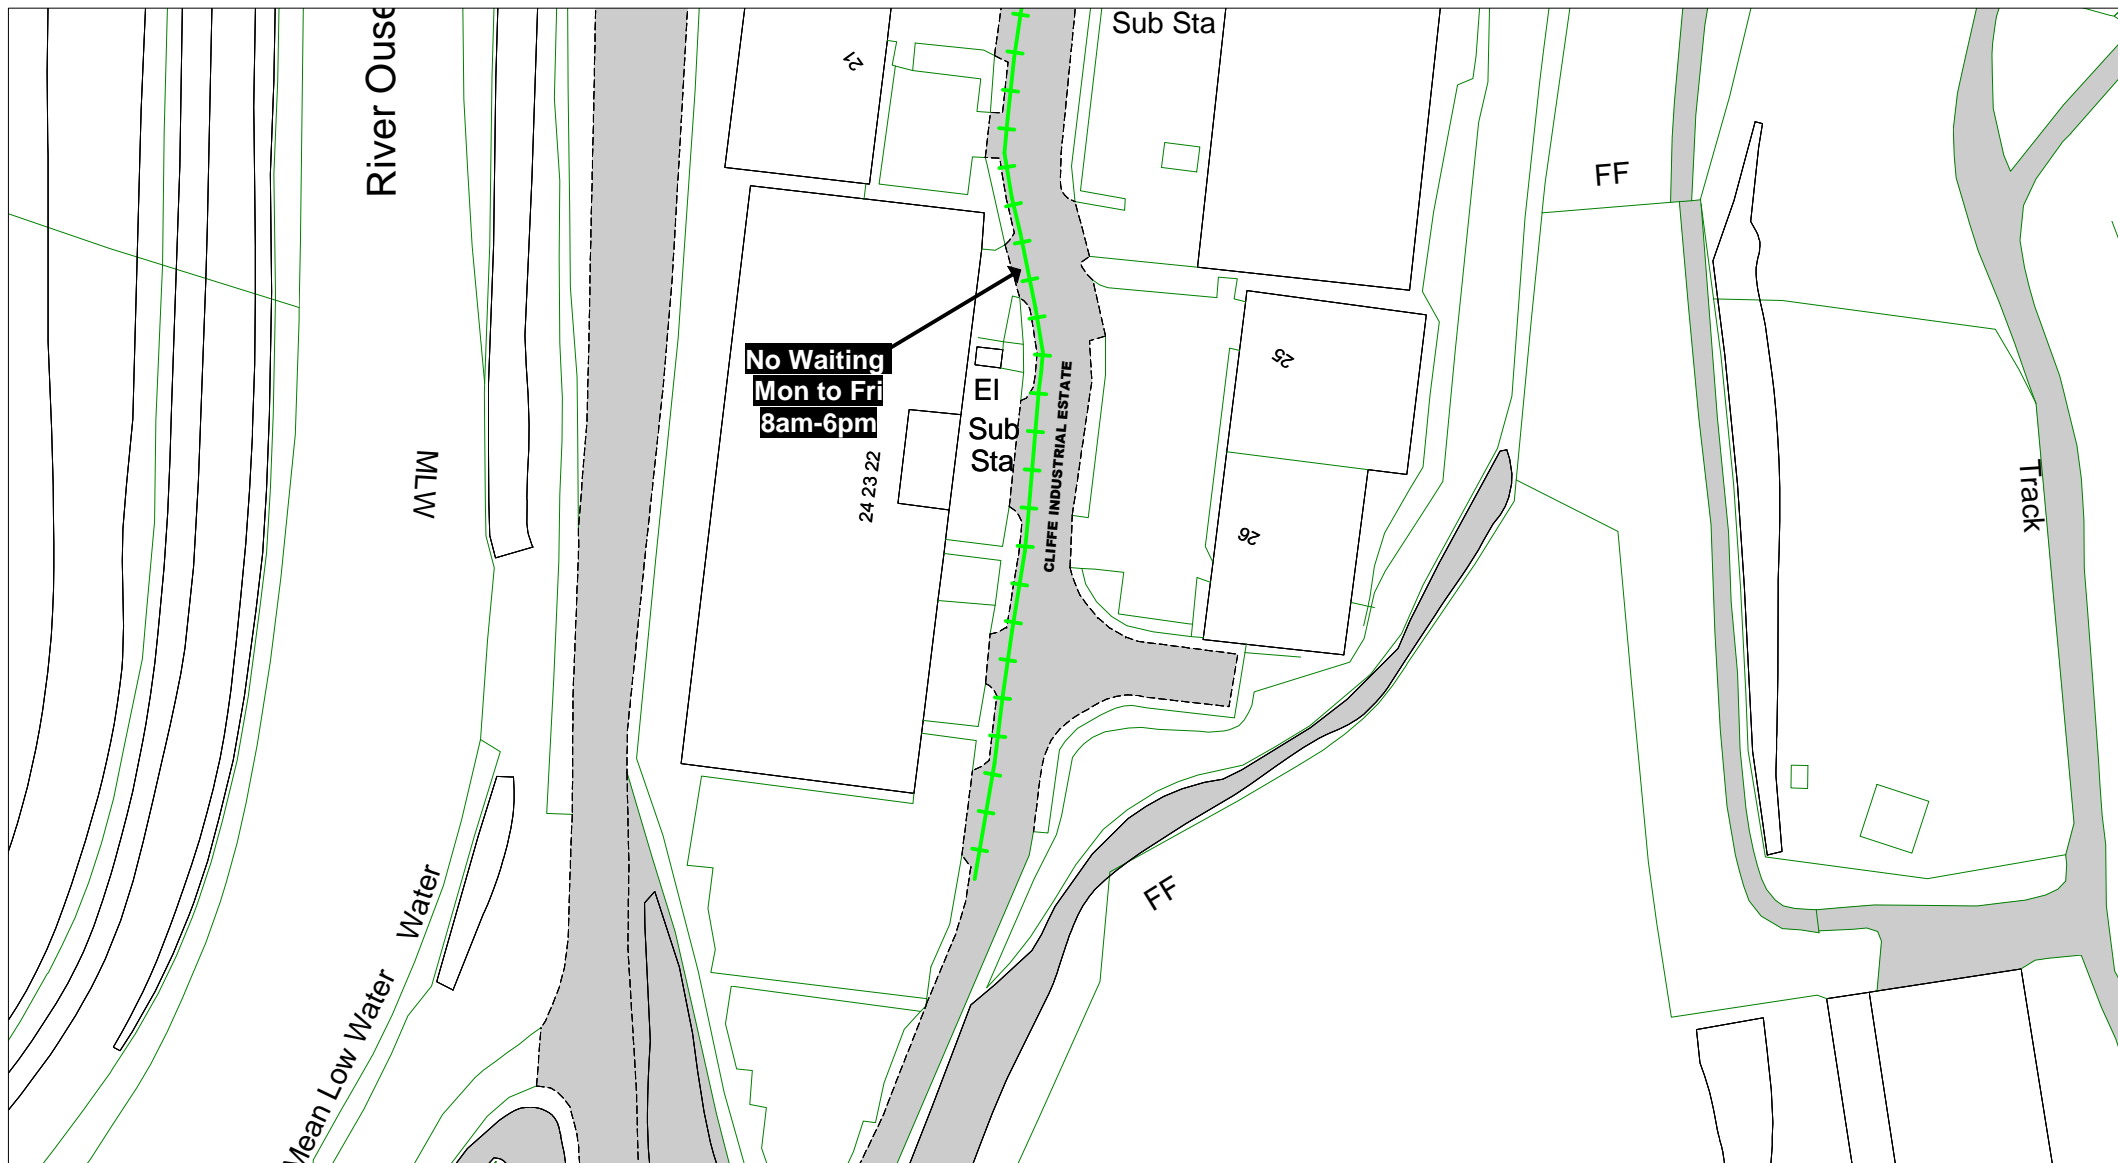 River Ouse
Sub Sta
21
FF
No Waiting
Mon to Fri
8am-6pm
El
Sub
Sta
CLIFFE INDUSTRIAL ESTATE
25
24 23 22
26
MLW
Track
Water
FF
Mean Low Water